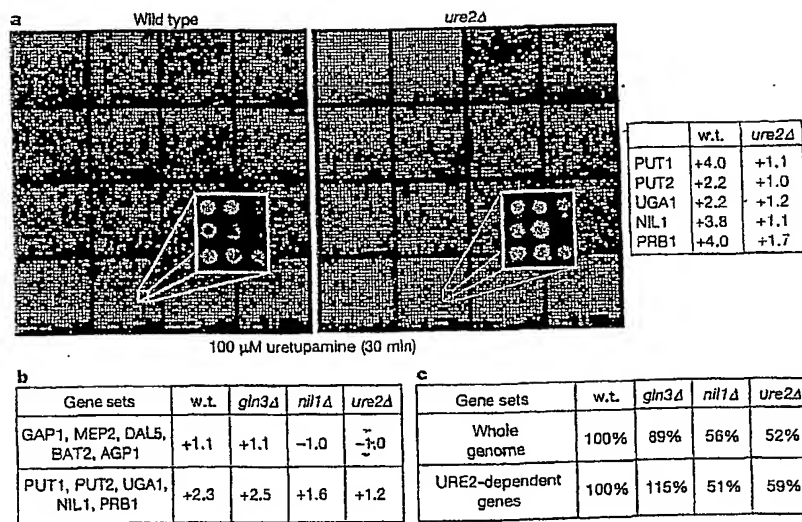 a
Wild type ure2Δ
w.t. ure2Δ
PUT1 +4.0 +1.1
PUT2 +2.2 +1.0
UGA1 +2.2 +1.2
NIL1 +3.8 +1.1
PRB1 +4.0 +1.7
100 μM uretupamine (30 min)
b
Gene sets w.t. gln3Δ nil1Δ ure2Δ
GAP1, MEP2, DAL5, BAT2, AGP1 +1.1 +1.1 −1.0 −1.0
PUT1, PUT2, UGA1, NIL1, PRB1 +2.3 +2.5 +1.6 +1.2
c
Gene sets w.t. gln3Δ nil1Δ ure2Δ
Whole genome 100% 89% 56% 52%
URE2-dependent genes 100% 115% 51% 59%